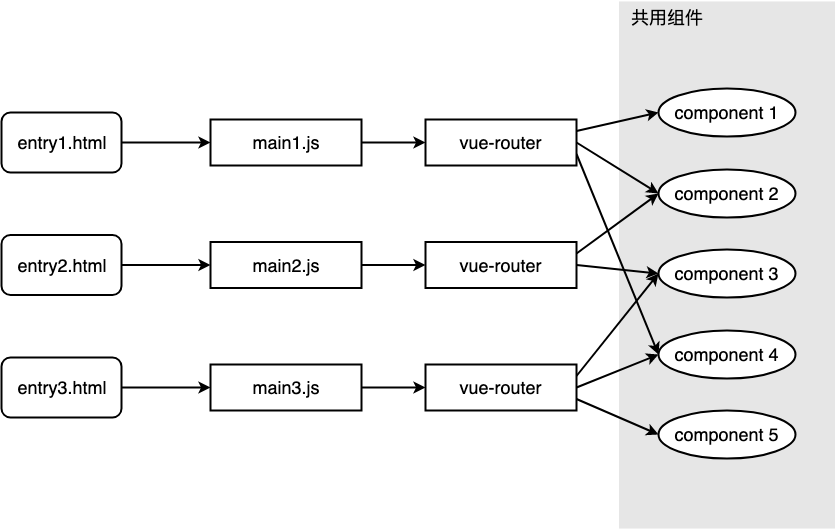 共用组件
component 1
entry1.html
main1.js
vue-router
component 2
entry2.html
main2.js
vue-router
component 3
component 4
entry3.html
main3.js
vue-router
component 5